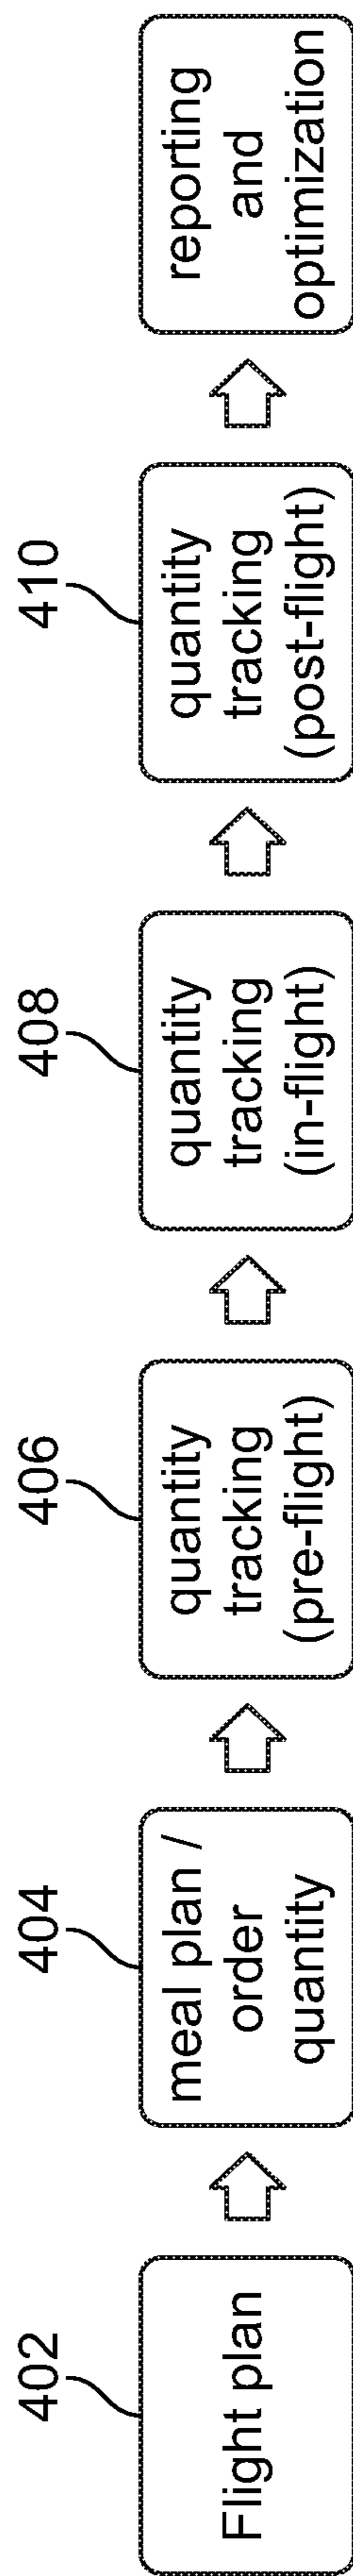 402
Flight plan
404
meal plan /
order
quantity
406
quantity
tracking
(pre-flight)
408
quantity
tracking
(in-flight)
410
quantity
tracking
(post-flight)
reporting
and
optimization